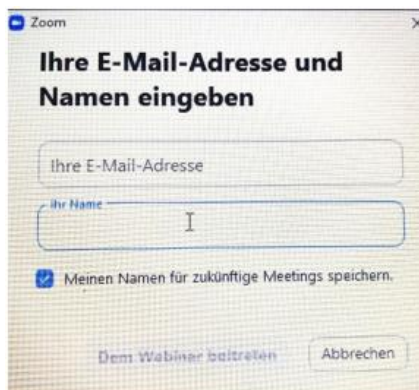 Zoom
Ihre E-Mail-Adresse und
Namen eingeben
Ihre E-Mail-Adresse
Ihr Name
Meinen Namen für zukünftige Meetings speichern.
Dem Webinar beitreten
Abbrechen